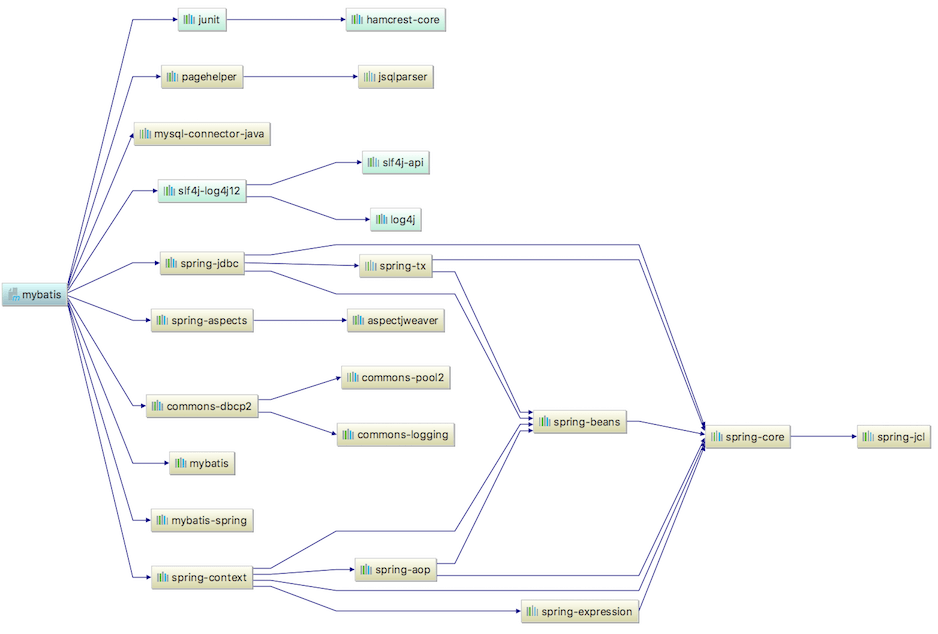 junit
hamcrest-core
pagehelper
jsqlparser
mysql-connector-java
slf4j-api
slf4j-log4j12
log4j
spring-jdbc
spring-tx
mybatis
spring-aspects
aspectjweaver
commons-pool2
commons-dbcp2
commons-logging
spring-beans
spring-core
spring-jcl
mybatis
mybatis-spring
spring-context
spring-aop
spring-expression